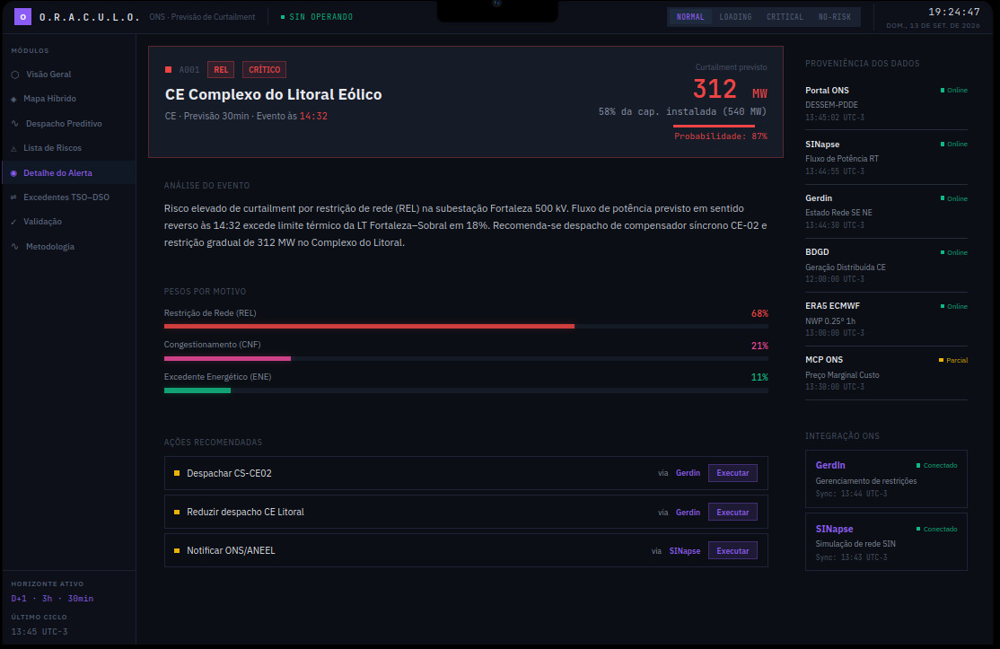 O O.R.A.C.U.L.O. ONS - Previsão de Curtailment SIN OPERANDO NORMAL LOADING CRITICAL NO-RISK 19:24:47
DOM., 13 DE SET. DE 2026
MÓDULOS
Visão Geral
Mapa Híbrido
Despacho Preditivo
Lista de Riscos
Detalhe do Alerta
Excedentes TSO–DSO
Validação
Metodologia
HORIZONTE ATIVO
D+1 · 3h · 30min
ÚLTIMO CICLO
13:45 UTC-3
A001 REL CRÍTICO
CE Complexo do Litoral Eólico
CE · Previsão 30min · Evento às 14:32
Curtailment previsto
312 MW
58% da cap. instalada (540 MW)
Probabilidade: 87%
ANÁLISE DO EVENTO
Risco elevado de curtailment por restrição de rede (REL) na subestação Fortaleza 500 kV. Fluxo de potência previsto em sentido
reverso às 14:32 excede limite térmico da LT Fortaleza–Sobral em 18%. Recomenda-se despacho de compensador síncrono CE-02 e
restrição gradual de 312 MW no Complexo do Litoral.
PESOS POR MOTIVO
Restrição de Rede (REL) 68%
Congestionamento (CNF) 21%
Excedente Energético (ENE) 11%
AÇÕES RECOMENDADAS
Despachar CS-CE02 via Gerdin Executar
Reduzir despacho CE Litoral via Gerdin Executar
Notificar ONS/ANEEL via SINapse Executar
PROVENIÊNCIA DOS DADOS
Portal ONS Online
DESSEM-PDDE
13:45:02 UTC-3
SINapse Online
Fluxo de Potência RT
13:44:55 UTC-3
Gerdin Online
Estado Rede SE NE
13:44:30 UTC-3
BDGD Online
Geração Distribuída CE
12:00:00 UTC-3
ERA5 ECMWF Online
NWP 0.25° 1h
13:00:00 UTC-3
MCP ONS Parcial
Preço Marginal Custo
13:30:00 UTC-3
INTEGRAÇÃO ONS
Gerdin Conectado
Gerenciamento de restrições
Sync: 13:44 UTC-3
SINapse Conectado
Simulação de rede SIN
Sync: 13:43 UTC-3